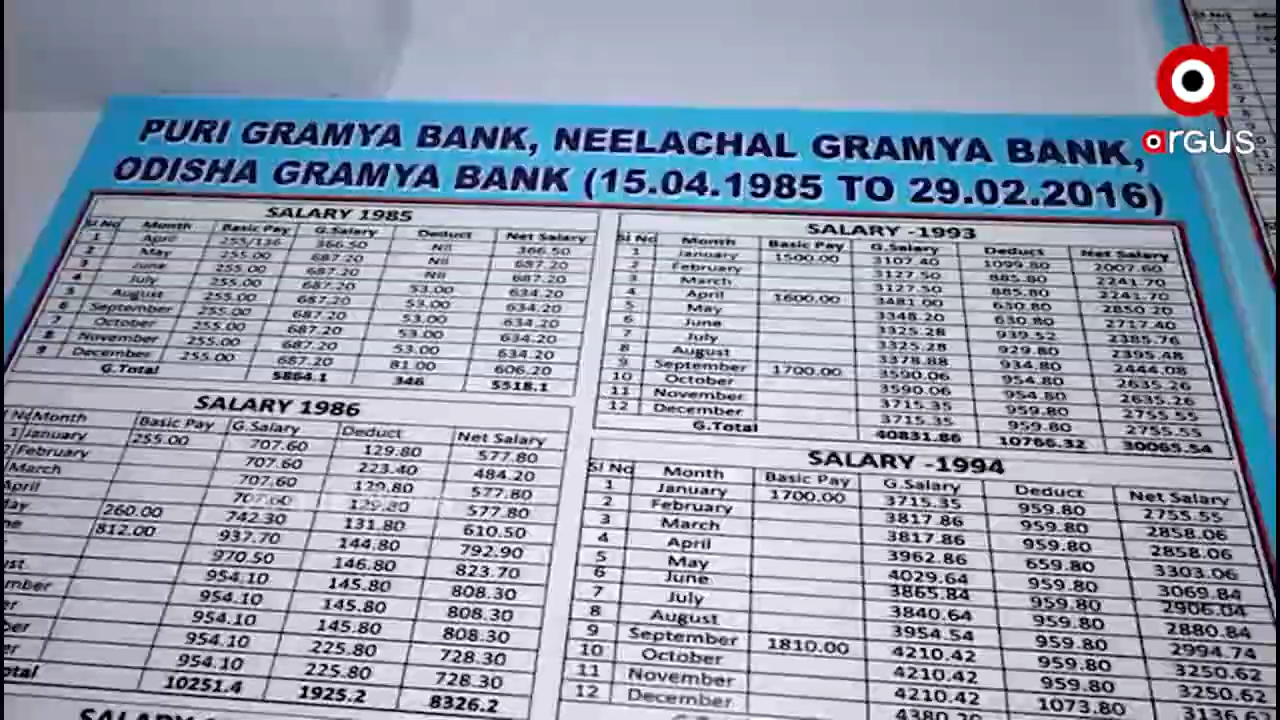 argus
PURI GRAMYA BANK, NEELACHAL GRAMYA BANK,
ODISHA GRAMYA BANK (15.04.1985 TO 29.02.2016)
SALARY 1985
Sl No Month Basic Pay G.Salary Deduct Net Salary
1 April 255/136 366.50 Nil 366.50
2 May 255.00 687.20 Nil 687.20
3 June 255.00 687.20 Nil 687.20
4 July 255.00 687.20 53.00 634.20
5 August 255.00 687.20 53.00 634.20
6 September 255.00 687.20 53.00 634.20
7 October 255.00 687.20 53.00 634.20
8 November 255.00 687.20 53.00 634.20
9 December 255.00 687.20 81.00 606.20
G.Total 5864.1 346 5518.1
SALARY 1986
Month Basic Pay G.Salary Deduct Net Salary
1 January 255.00 707.60 129.80 577.80
February 707.60 223.40 484.20
March 707.60 129.80 577.80
April 707.60 129.80 577.80
260.00 742.30 131.80 610.50
812.00 937.70 144.80 792.90
970.50 146.80 823.70
954.10 145.80 808.30
954.10 145.80 808.30
954.10 145.80 808.30
954.10 225.80 728.30
954.10 225.80 728.30
10251.4 1925.2 8326.2
SALARY -1993
Sl No Month Basic Pay G.Salary Deduct Net Salary
1 January 1500.00 3107.40 1099.80 2007.60
2 February 3127.50 885.80 2241.70
3 March 3127.50 885.80 2241.70
4 April 1600.00 3481.00 630.80 2850.20
5 May 3348.20 630.80 2717.40
6 June 3325.28 939.52 2385.76
7 July 3325.28 929.80 2395.48
8 August 3378.88 934.80 2444.08
9 September 1700.00 3590.06 954.80 2635.26
10 October 3590.06 954.80 2635.26
11 November 3715.35 959.80 2755.55
12 December 3715.35 959.80 2755.55
G.Total 40831.86 10766.32 30065.54
SALARY -1994
Sl No Month Basic Pay G.Salary Deduct Net Salary
1 January 1700.00 3715.35 959.80 2755.55
2 February 3817.86 959.80 2858.06
3 March 3817.86 959.80 2858.06
4 April 3962.86 659.80 3303.06
5 May 4029.64 959.80 3069.84
6 June 3865.84 959.80 2906.04
7 July 3840.64 959.80 2880.84
8 August 3954.54 959.80 2994.74
9 September 1810.00 4210.42 959.80 3250.62
10 October 4210.42 959.80 3250.62
11 November 4210.42 1073.80 3136.62
12 December